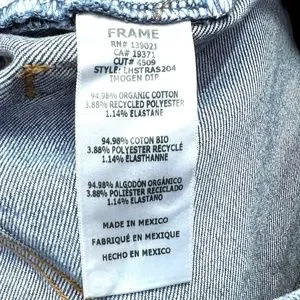 FRAME
RN# 139021
CA# 19371
CUT# 4509
STYLE: LHSTRAS204
IMOGEN DIP
94.98% ORGANIC COTTON
3.88% RECYCLED POLYESTER
1.14% ELASTANE
94.98% COTON BIO
3.88% POLYESTER RECYCLÉ
1.14% ÉLASTHANNE
94.98% ALGODÓN ORGÁNICO
3.88% POLIÉSTER RECICLADO
1.14% ELASTANO
MADE IN MEXICO
FABRIQUÉ EN MEXIQUE
HECHO EN MEXICO